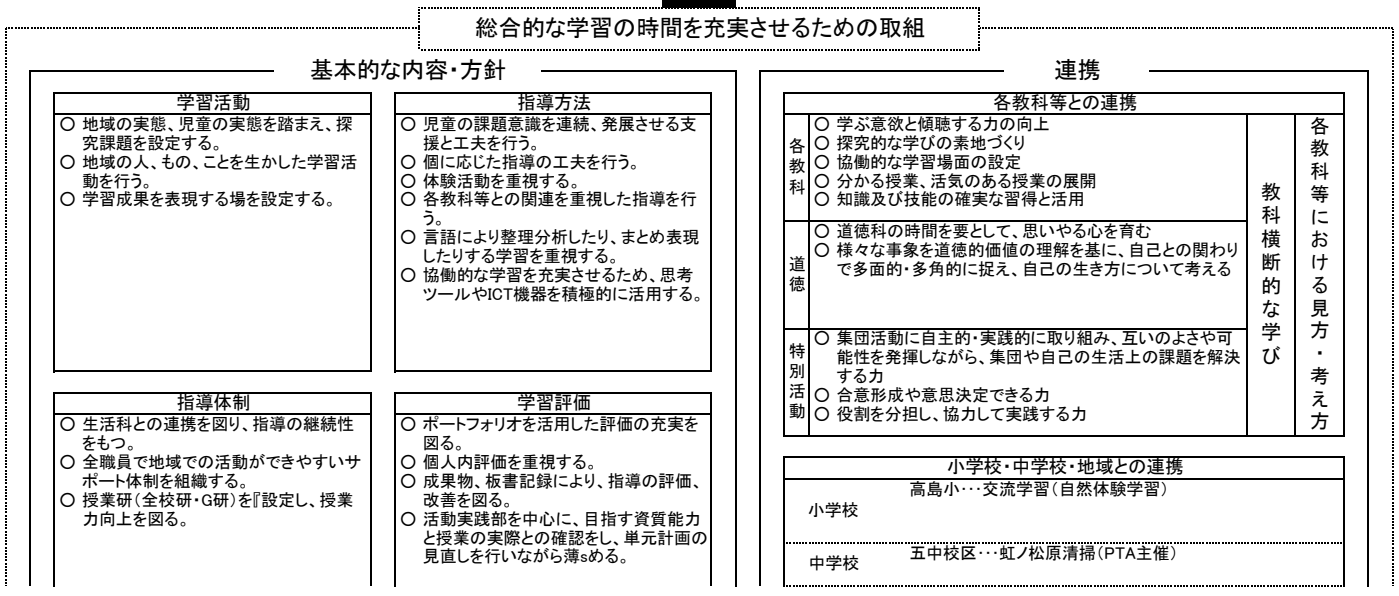 総合的な学習の時間を充実させるための取組
基本的な内容・方針
学習活動
○ 地域の実態、児童の実態を踏まえ、探
究課題を設定する。
○ 地域の人、もの、ことを生かした学習活
動を行う。
○ 学習成果を表現する場を設定する。
指導方法
○ 児童の課題意識を連続、発展させる支
援と工夫を行う。
○ 個に応じた指導の工夫を行う。
○ 体験活動を重視する。
○ 各教科等との関連を重視した指導を行
う。
○ 言語により整理分析したり、まとめ表現
したりする学習を重視する。
○ 協働的な学習を充実させるため、思考
ツールやICT機器を積極的に活用する。
指導体制
○ 生活科との連携を図り、指導の継続性
をもつ。
○ 全職員で地域での活動ができやすいサ
ポート体制を組織する。
○ 授業研(全校研・G研)を『設定し、授業
力向上を図る。
学習評価
○ ポートフォリオを活用した評価の充実を
図る。
○ 個人内評価を重視する。
○ 成果物、板書記録により、指導の評価、
改善を図る。
○ 活動実践部を中心に、目指す資質能力
と授業の実際との確認をし、単元計画の
見直しを行いながら薄sめる。
連携
各教科等との連携
各教科
○ 学ぶ意欲と傾聴する力の向上
○ 探究的な学びの素地づくり
○ 協働的な学習場面の設定
○ 分かる授業、活気のある授業の展開
○ 知識及び技能の確実な習得と活用
道徳
○ 道徳科の時間を要として、思いやる心を育む
○ 様々な事象を道徳的価値の理解を基に、自己との関わり
で多面的・多角的に捉え、自己の生き方について考える
特別活動
○ 集団活動に自主的・実践的に取り組み、互いのよさや可
能性を発揮しながら、集団や自己の生活上の課題を解決
する力
○ 合意形成や意思決定できる力
○ 役割を分担し、協力して実践する力
教科横断的な学び
各教科等における見方・考え方
小学校・中学校・地域との連携
小学校
高島小・・・交流学習(自然体験学習)
中学校
五中校区・・・虹ノ松原清掃(PTA主催)